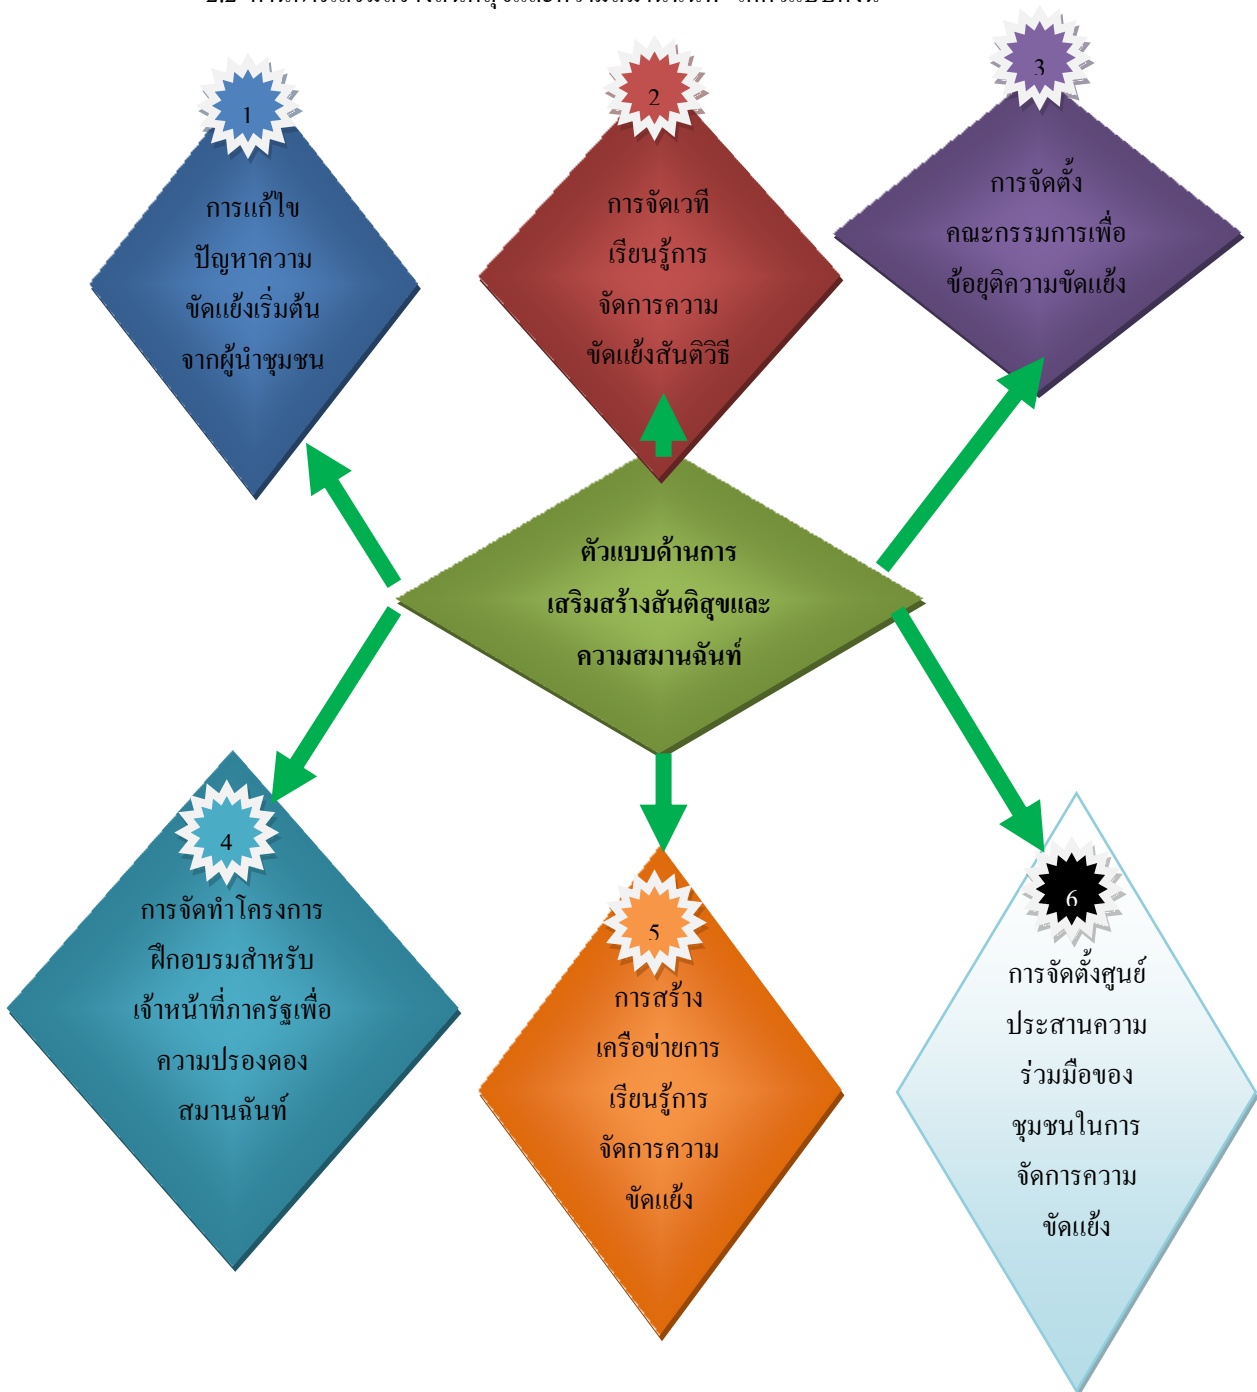 1
การแก้ไข
ปัญหาความ
ขัดแย้งเริ่มต้น
จากผู้นำชุมชน
2
การจัดเวที
เรียนรู้การ
จัดการความ
ขัดแย้งสันติวิธี
3
การจัดตั้ง
คณะกรรมการเพื่อ
ข้อยุติความขัดแย้ง
ตัวแบบด้านการ
เสริมสร้างสันติสุขและ
ความสมานฉันท์
4
การจัดทำโครงการ
ฝึกอบรมสำหรับ
เจ้าหน้าที่ภาครัฐเพื่อ
ความปรองดอง
สมานฉันท์
5
การสร้าง
เครือข่ายการ
เรียนรู้การ
จัดการความ
ขัดแย้ง
6
การจัดตั้งศูนย์
ประสานความ
ร่วมมือของ
ชุมชนในการ
จัดการความ
ขัดแย้ง